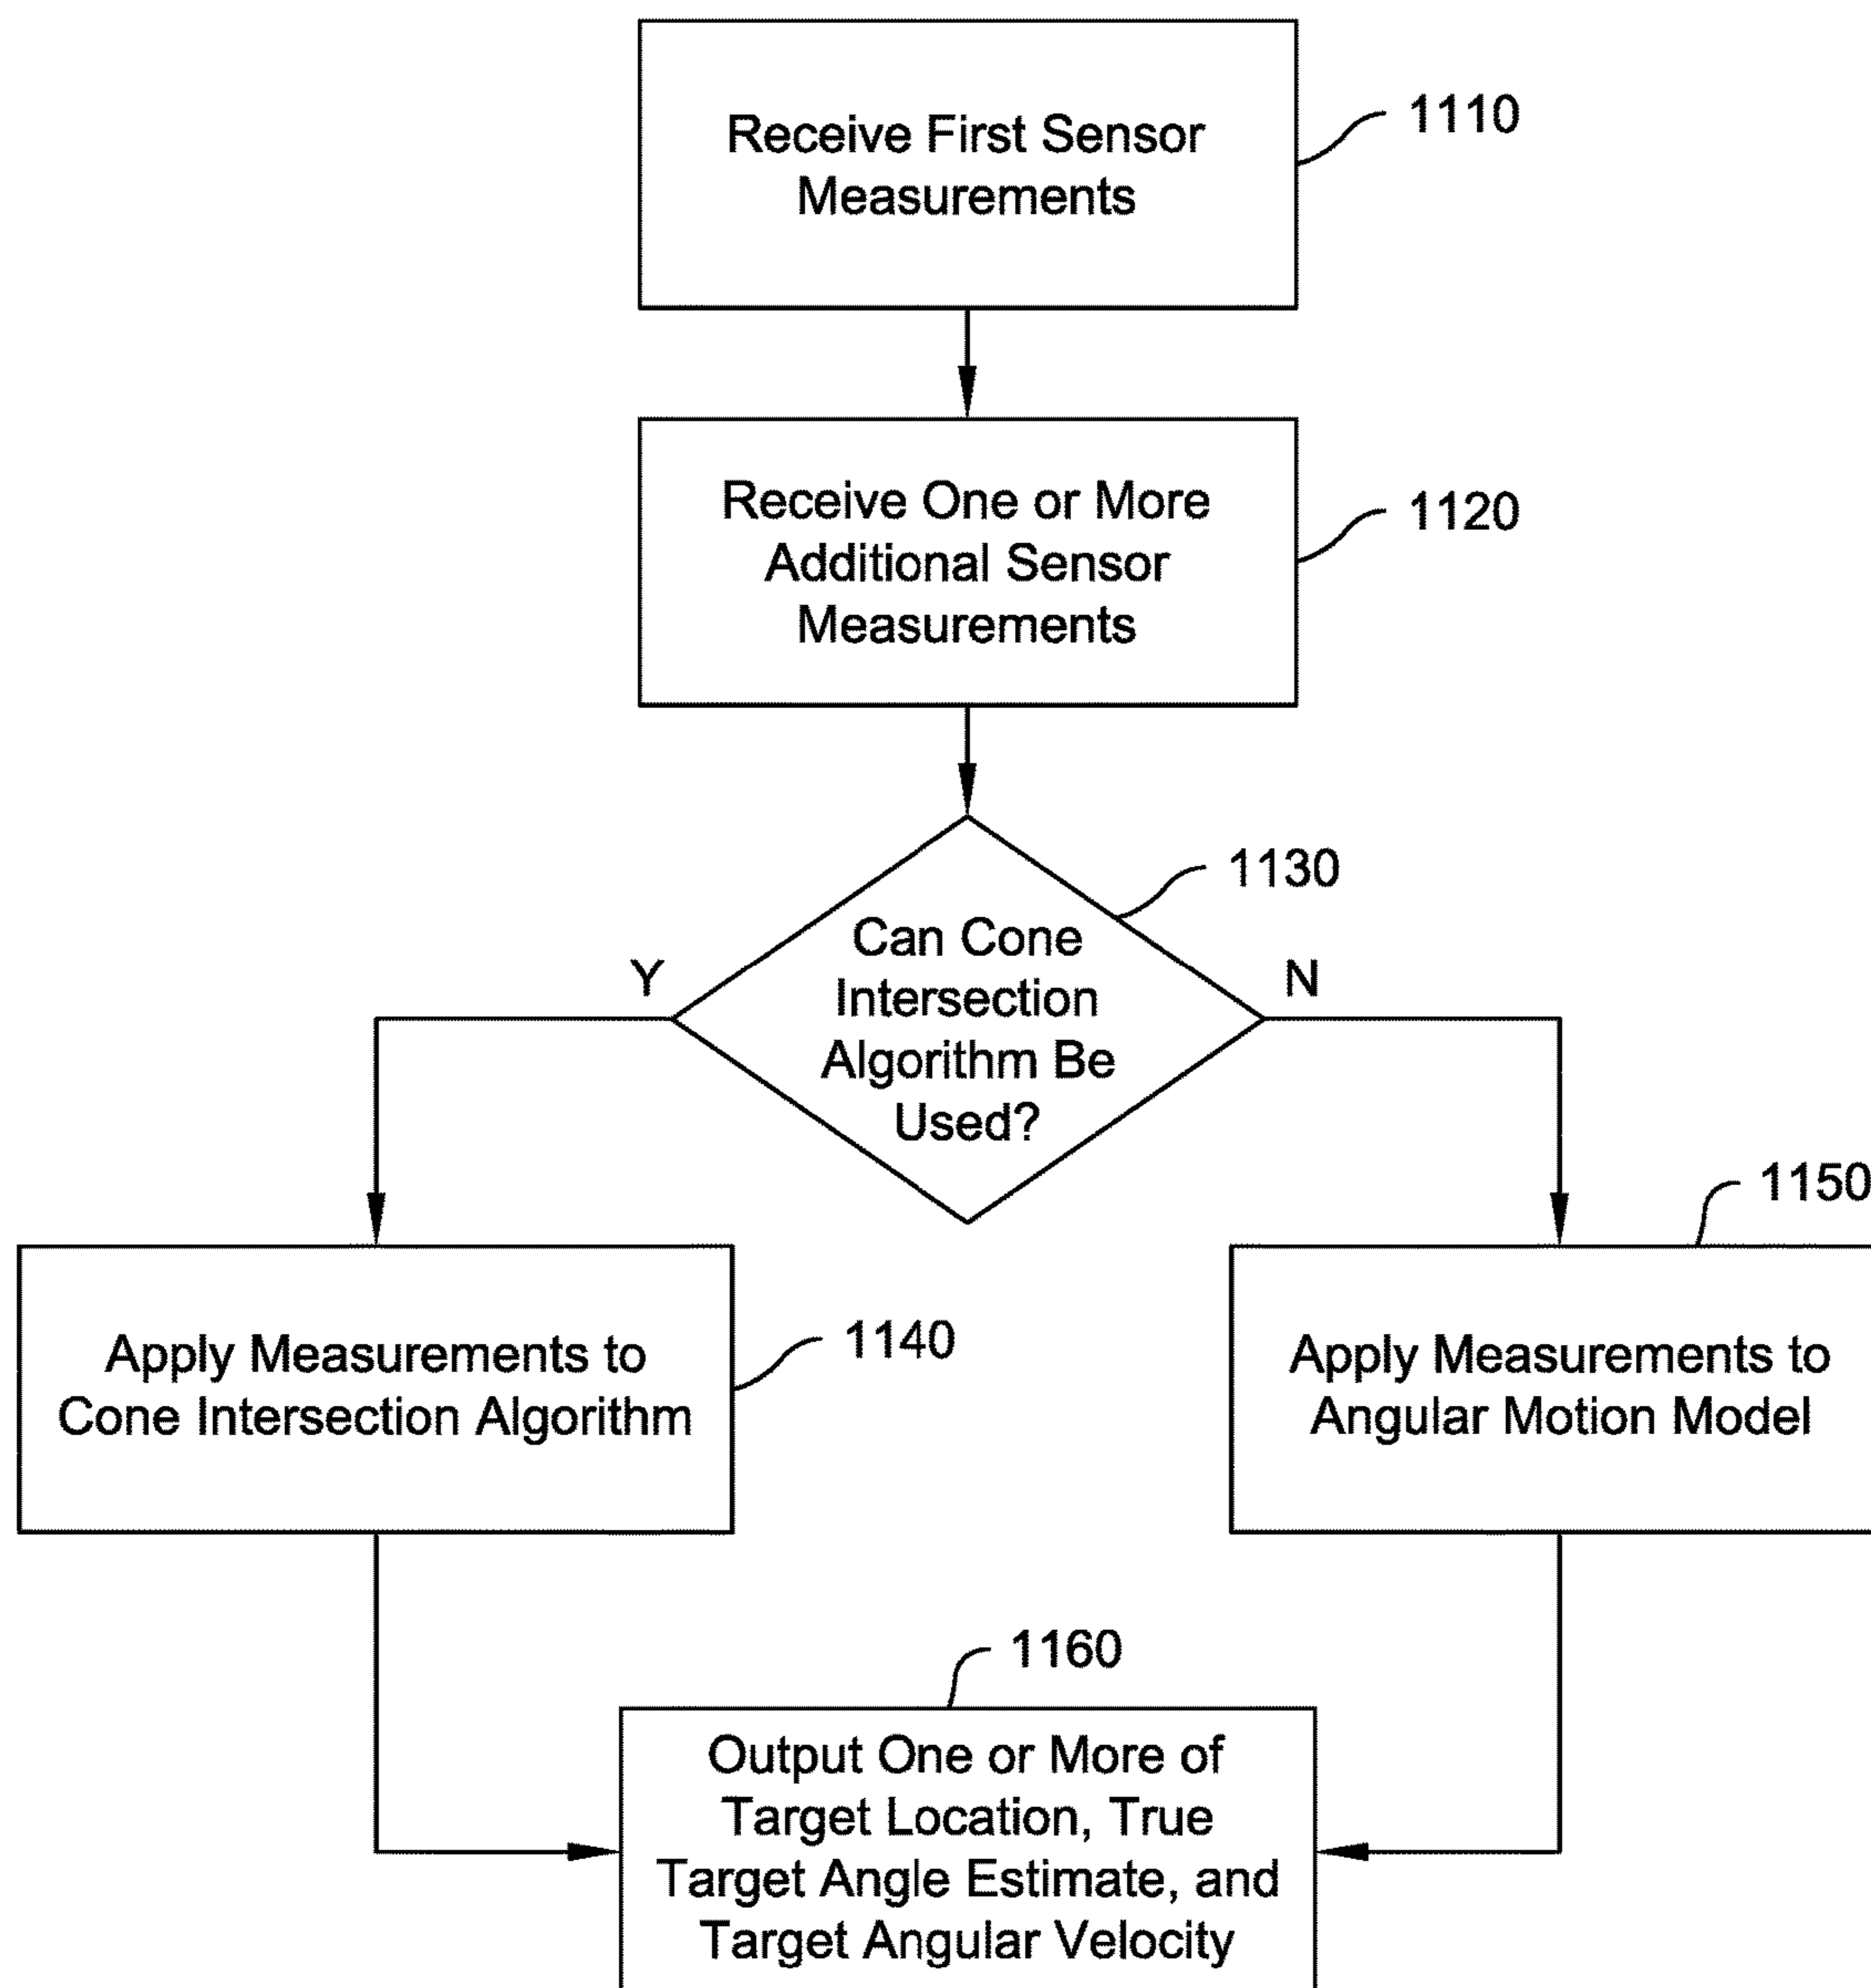 Receive First Sensor
Measurements
1110
Receive One or More
Additional Sensor
Measurements
1120
1130
Can Cone
Intersection
Algorithm Be
Used?
Y
N
1150
Apply Measurements to
Cone Intersection Algorithm
1140
Apply Measurements to
Angular Motion Model
1160
Output One or More of
Target Location, True
Target Angle Estimate, and
Target Angular Velocity